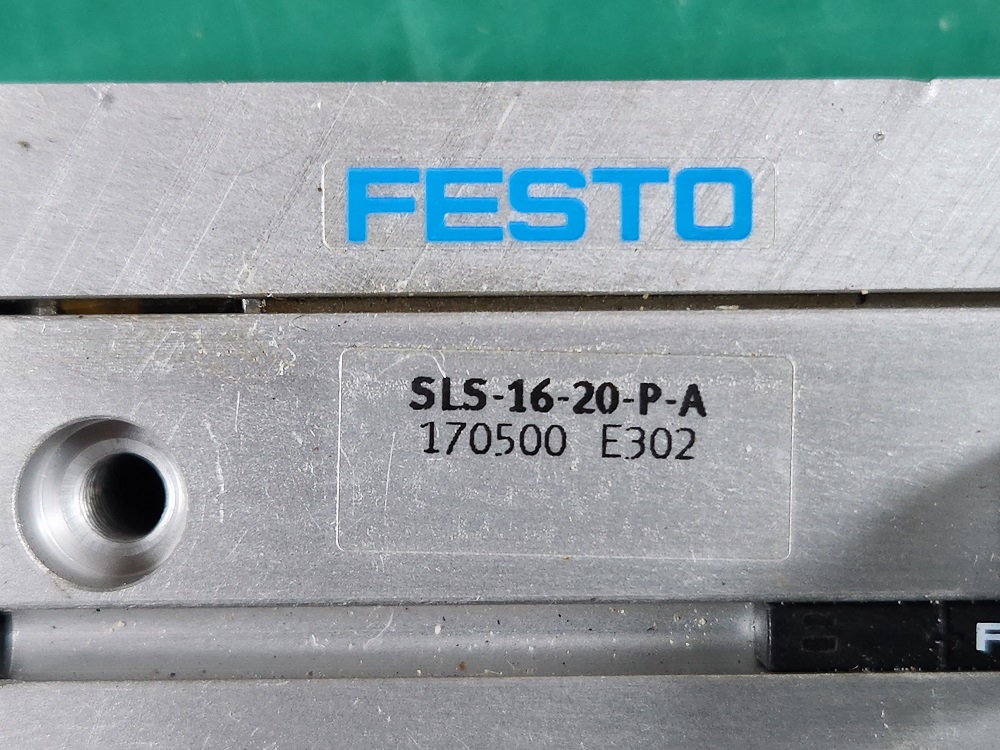 FESTO
SLS-16-20-P-A
170500 E302
F